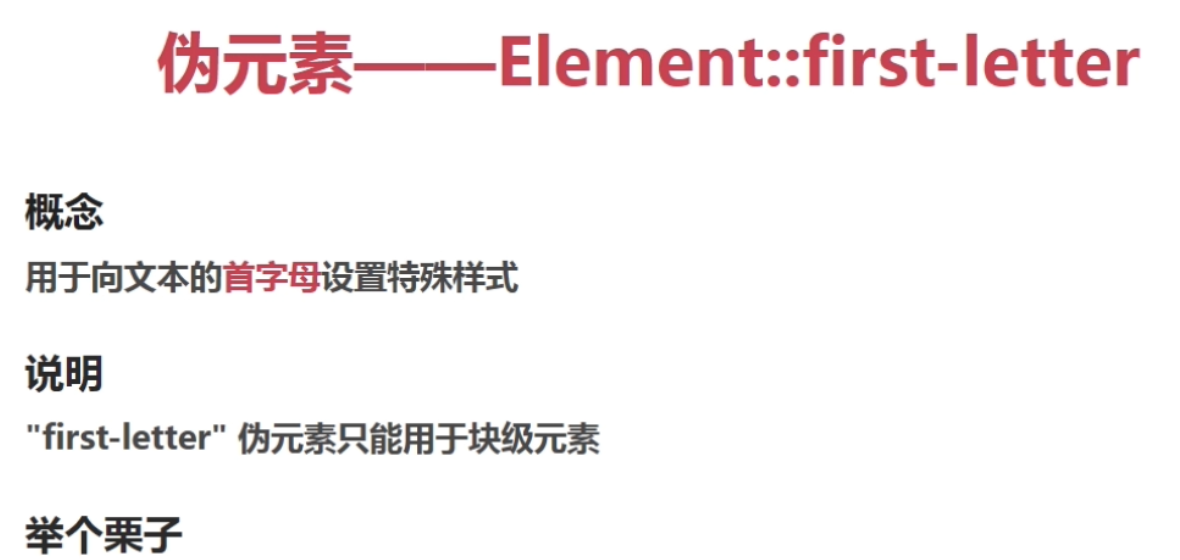 伪元素——Element::first-letter
概念
用于向文本的首字母设置特殊样式
说明
"first-letter" 伪元素只能用于块级元素
举个栗子